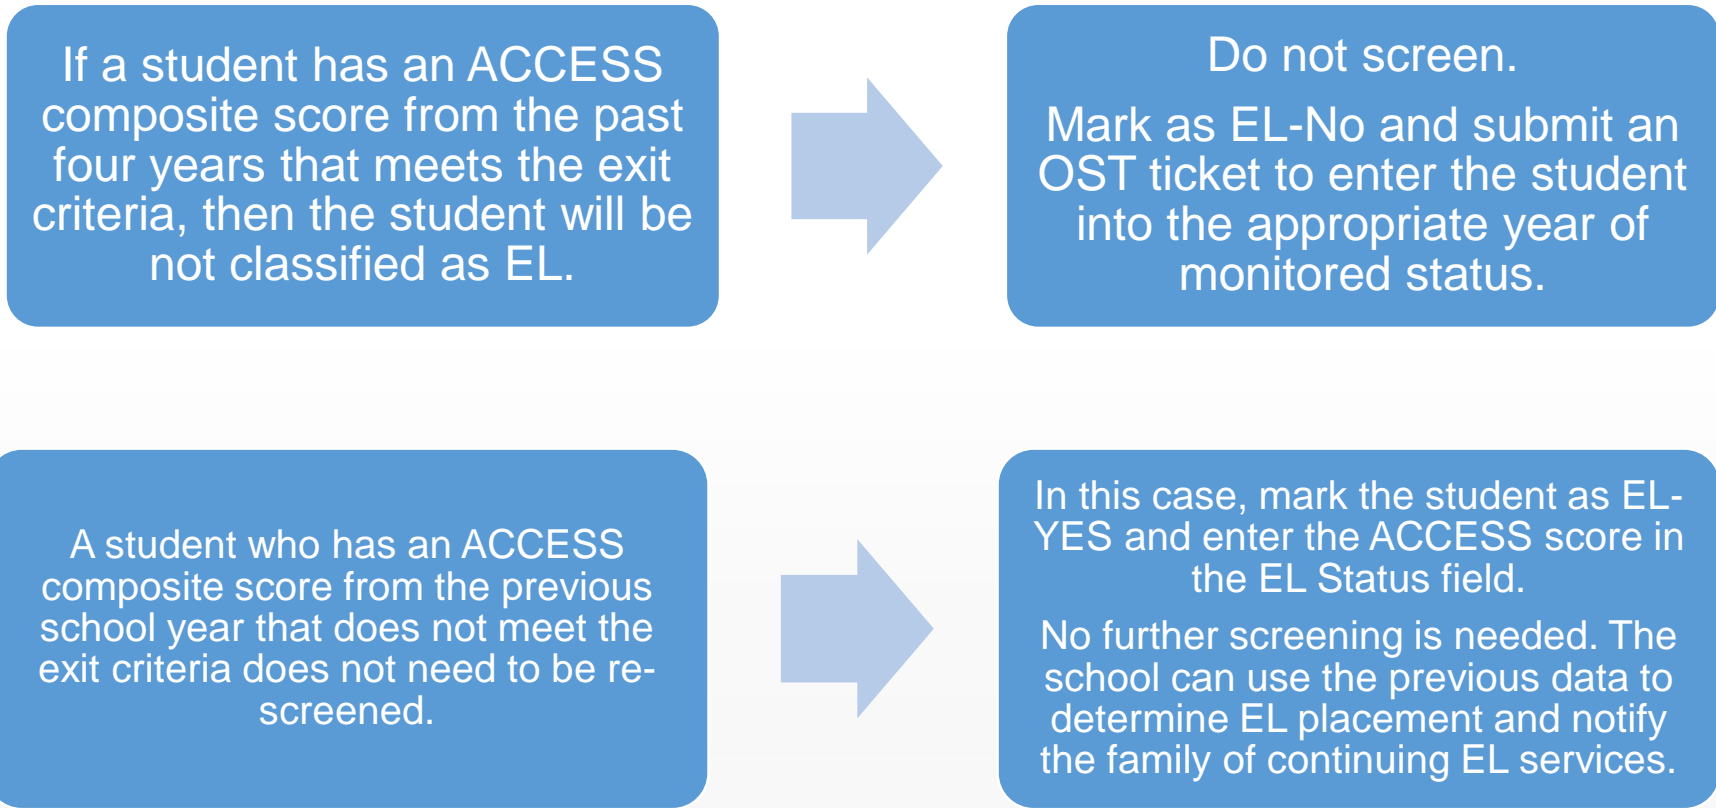 If a student has an ACCESS
composite score from the past
four years that meets the exit
criteria, then the student will be
not classified as EL.
Do not screen.
Mark as EL-No and submit an
OST ticket to enter the student
into the appropriate year of
monitored status.
A student who has an ACCESS
composite score from the previous
school year that does not meet the
exit criteria does not need to be re-
screened.
In this case, mark the student as EL-
YES and enter the ACCESS score in
the EL Status field.
No further screening is needed. The
school can use the previous data to
determine EL placement and notify
the family of continuing EL services.